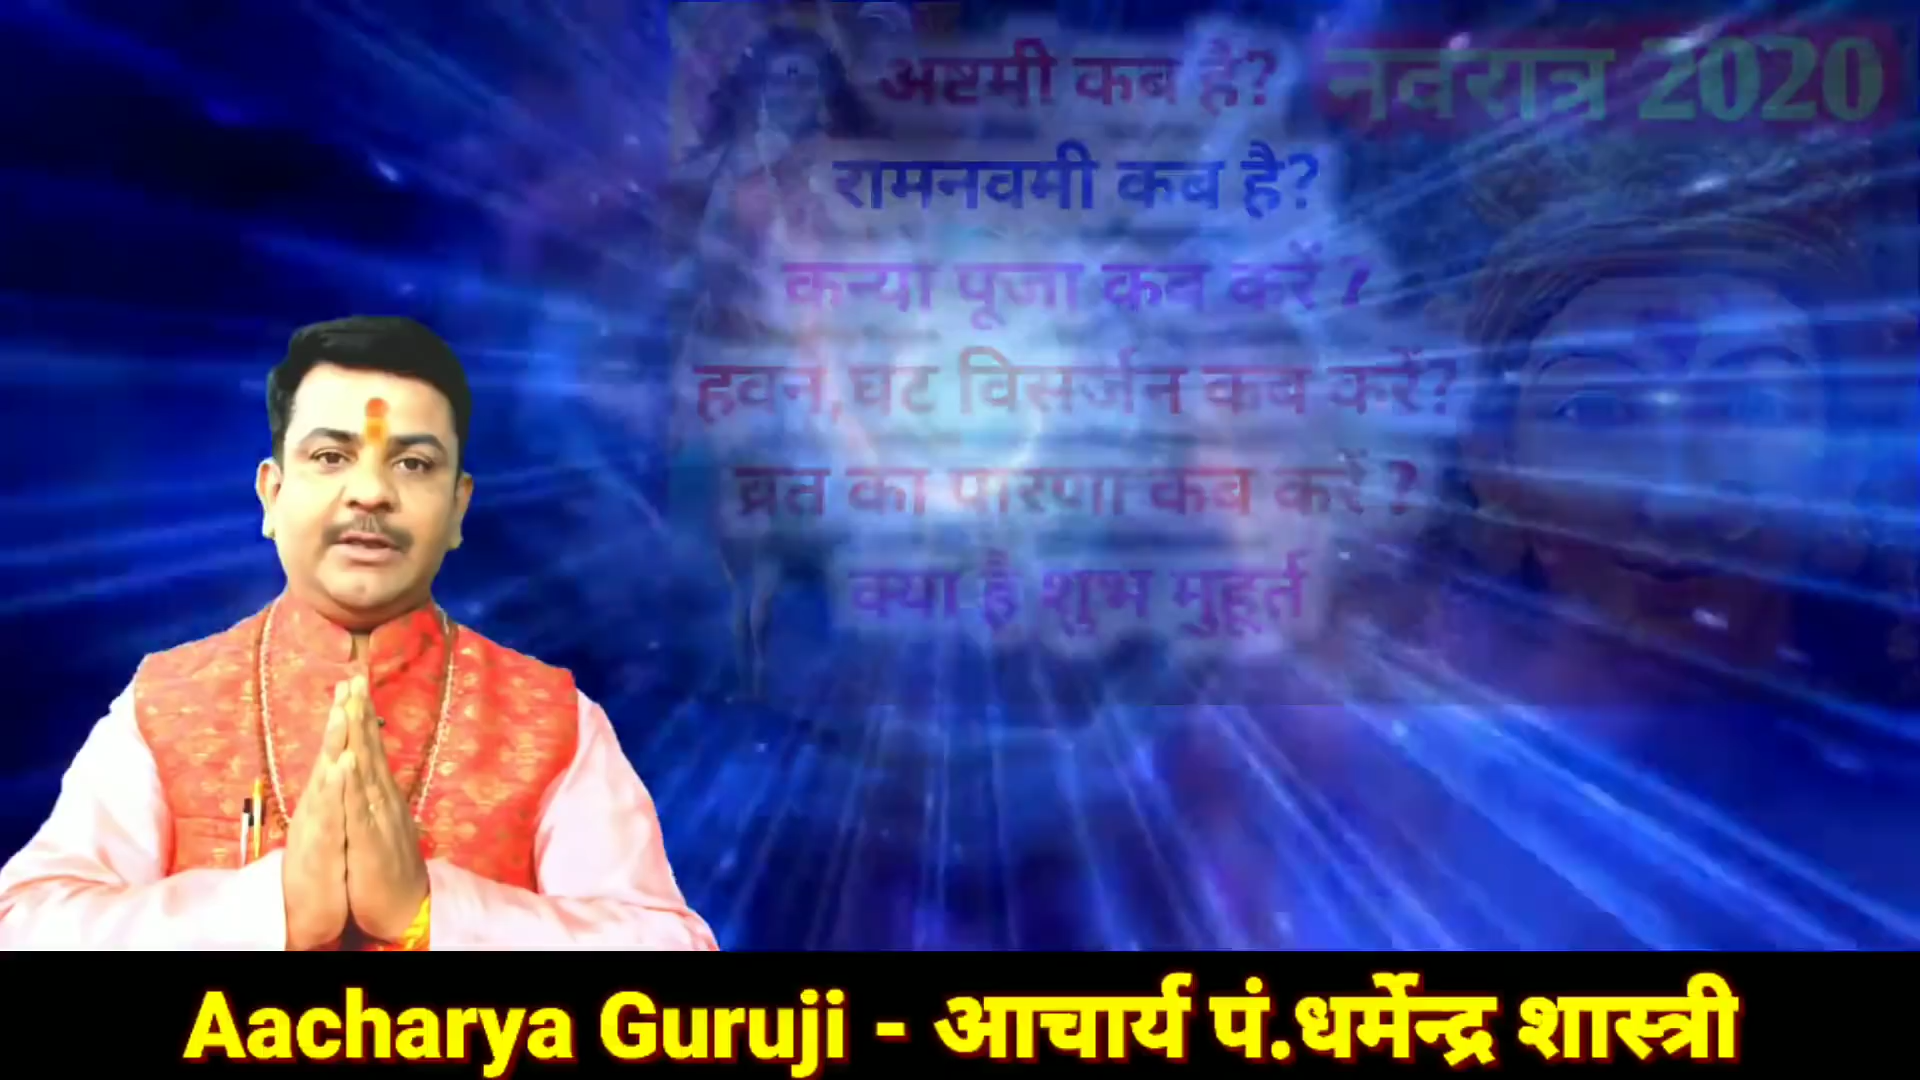 अष्टमी कब है?
नवरात्र 2020
रामनवमी कब है?
कन्या पूजा कब करें ?
हवन,घट विसर्जन कब करें?
व्रत का पारणा कब करें ?
क्या है शुभ मुहूर्त
Aacharya Guruji - आचार्य पं.धर्मेन्द्र शास्त्री